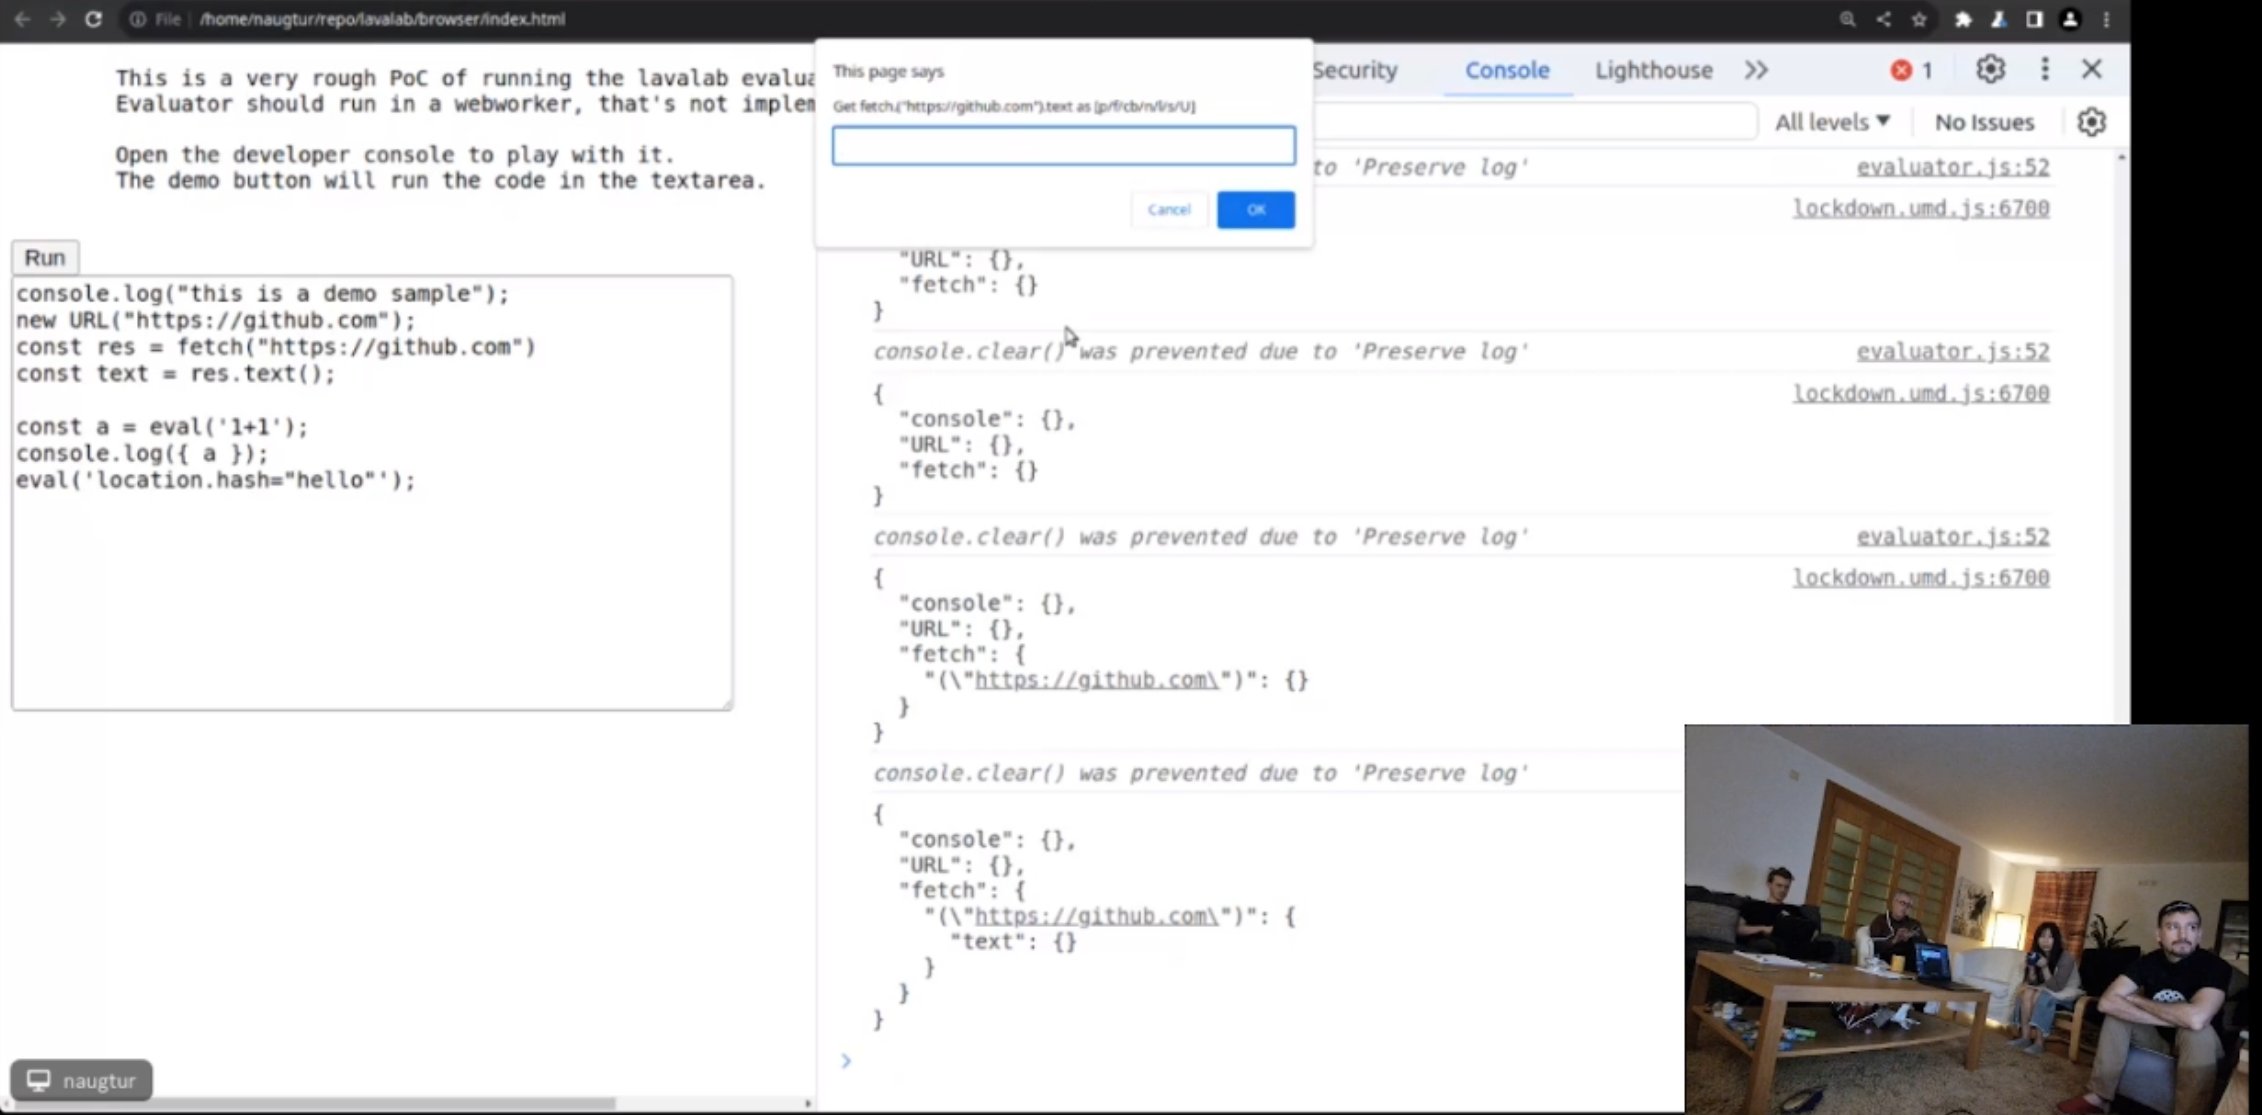 File /home/naugtur/repo/lavalab/browser/index.html
This is a very rough PoC of running the lavalab evalua
Evaluator should run in a webworker, that's not implem
Open the developer console to play with it.
The demo button will run the code in the textarea.
Run
console.log("this is a demo sample");
new URL("https://github.com");
const res = fetch("https://github.com")
const text = res.text();
const a = eval('1+1');
console.log({ a });
eval('location.hash="hello"');
naugtur
This page says
Get fetch.("https://github.com").text as [p/f/cb/n/l/s/U]
Cancel OK
Security Console Lighthouse >> 1
All levels No Issues
to 'Preserve log' evaluator.js:52
lockdown.umd.js:6700
"URL": {},
"fetch": {}
}
console.clear() was prevented due to 'Preserve log' evaluator.js:52
{ lockdown.umd.js:6700
"console": {},
"URL": {},
"fetch": {}
}
console.clear() was prevented due to 'Preserve log' evaluator.js:52
{ lockdown.umd.js:6700
"console": {},
"URL": {},
"fetch": {
"(\"https://github.com\")": {}
}
}
console.clear() was prevented due to 'Preserve log'
{
"console": {},
"URL": {},
"fetch": {
"(\"https://github.com\")": {
"text": {}
}
}
}
>